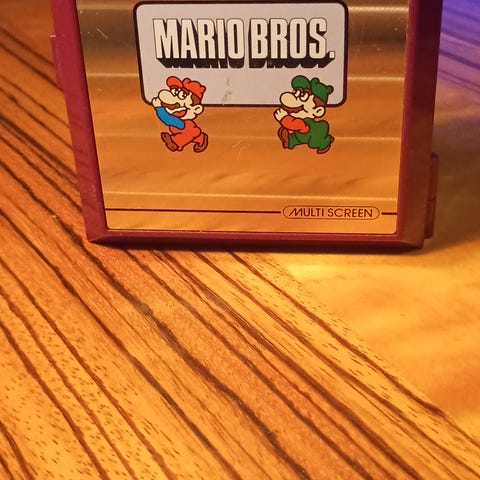 MARIO BROS.
MULTI SCREEN